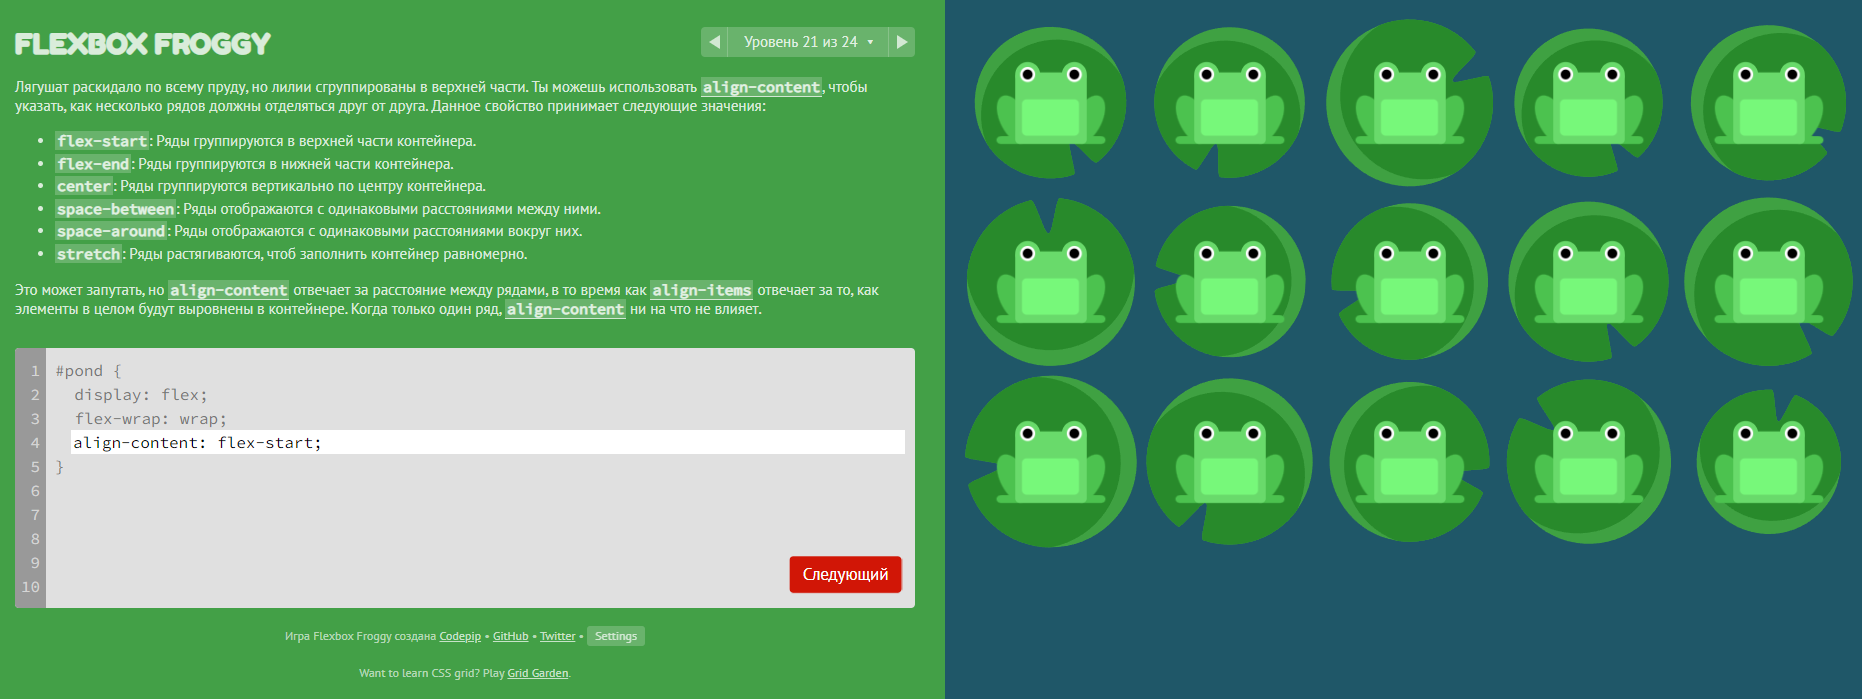 FLEXBOX FROGGY
Уровень 21 из 24
Лягушат раскидало по всему пруду, но лилии сгруппированы в верхней части. Ты можешь использовать align-content, чтобы
указать, как несколько рядов должны отделяться друг от друга. Данное свойство принимает следующие значения:
• flex-start: Ряды группируются в верхней части контейнера.
• flex-end: Ряды группируются в нижней части контейнера.
• center: Ряды группируются вертикально по центру контейнера.
• space-between: Ряды отображаются с одинаковыми расстояниями между ними.
• space-around: Ряды отображаются с одинаковыми расстояниями вокруг них.
• stretch: Ряды растягиваются, чтоб заполнить контейнер равномерно.
Это может запутать, но align-content отвечает за расстояние между рядами, в то время как align-items отвечает за то, как
элементы в целом будут выровнены в контейнере. Когда только один ряд, align-content ни на что не влияет.
1 #pond {
2 display: flex;
3 flex-wrap: wrap;
4 align-content: flex-start;
5 }
6
7
8
9
10
Следующий
Игра Flexbox Froggy создана Codepip • GitHub • Twitter • Settings
Want to learn CSS grid? Play Grid Garden.